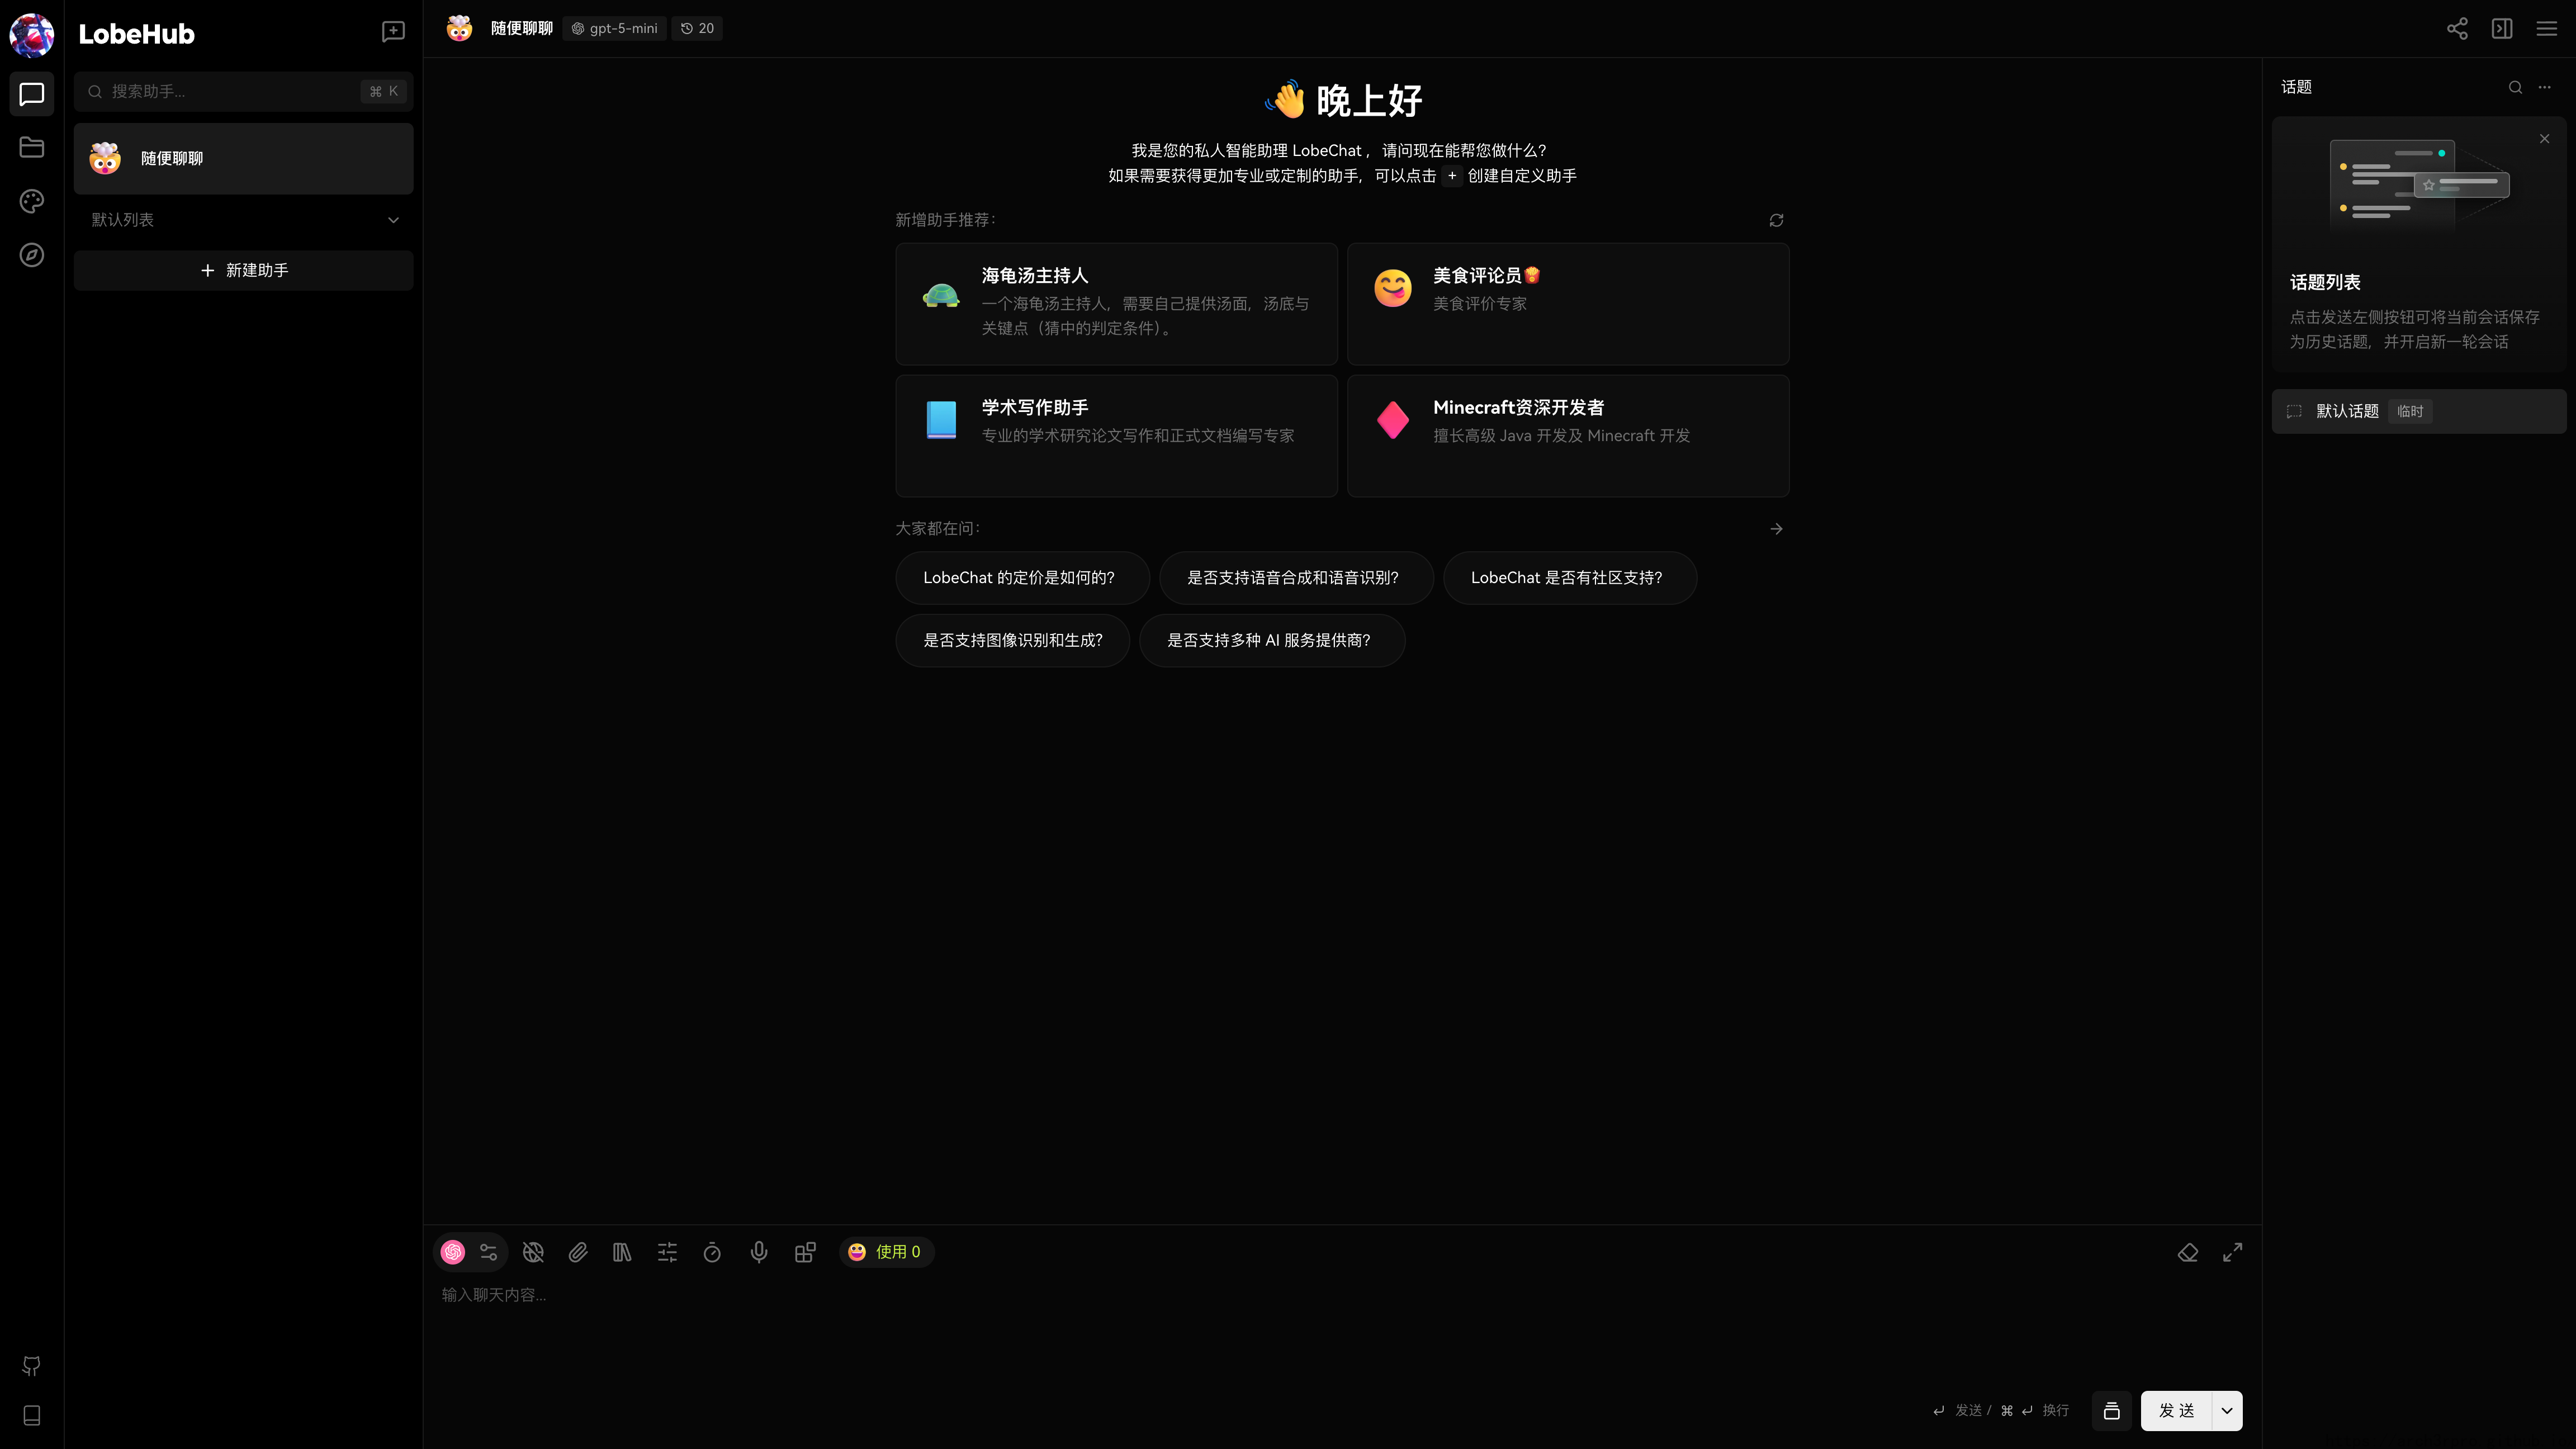 LobeHub
搜索助手...
⌘ K
随便聊聊
默认列表
新建助手
随便聊聊
gpt-5-mini
20
👋 晚上好
我是您的私人智能助理 LobeChat ，请问现在能帮您做什么？
如果需要获得更加专业或定制的助手，可以点击 + 创建自定义助手
新增助手推荐：
海龟汤主持人
一个海龟汤主持人，需要自己提供汤面，汤底与
关键点（猜中的判定条件）。
美食评论员🍟
美食评价专家
学术写作助手
专业的学术研究论文写作和正式文档编写专家
Minecraft资深开发者
擅长高级 Java 开发及 Minecraft 开发
大家都在问：
LobeChat 的定价是如何的？
是否支持语音合成和语音识别？
LobeChat 是否有社区支持？
是否支持图像识别和生成？
是否支持多种 AI 服务提供商？
使用 0
输入聊天内容...
↵ 发送 / ⌘ ↵ 换行
发 送
话题
话题列表
点击发送左侧按钮可将当前会话保存
为历史话题，并开启新一轮会话
默认话题 临时